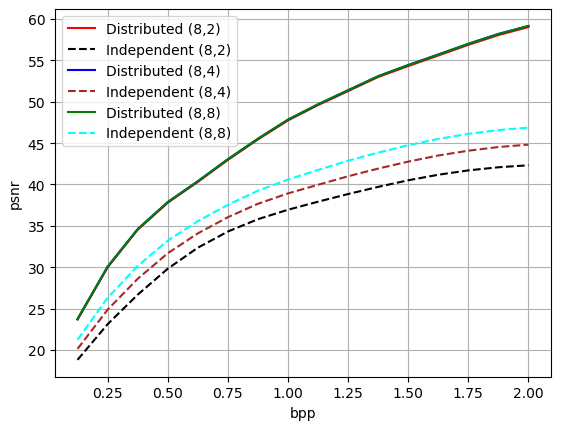 60
55
50
45
40
35
30
25
20
psnr
Distributed (8,2)
Independent (8,2)
Distributed (8,4)
Independent (8,4)
Distributed (8,8)
Independent (8,8)
0.25 0.50 0.75 1.00 1.25 1.50 1.75 2.00
bpp